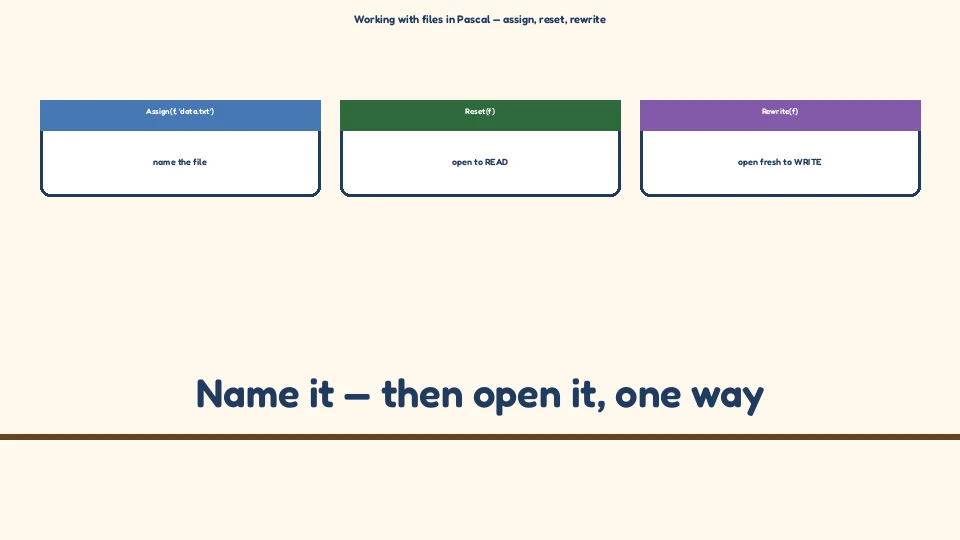 Working with files in Pascal — assign, reset, rewrite
Assign(f, 'data.txt')
Reset(f)
Rewrite(f)
name the file
open to READ
open fresh to WRITE
Name it — then open it, one way